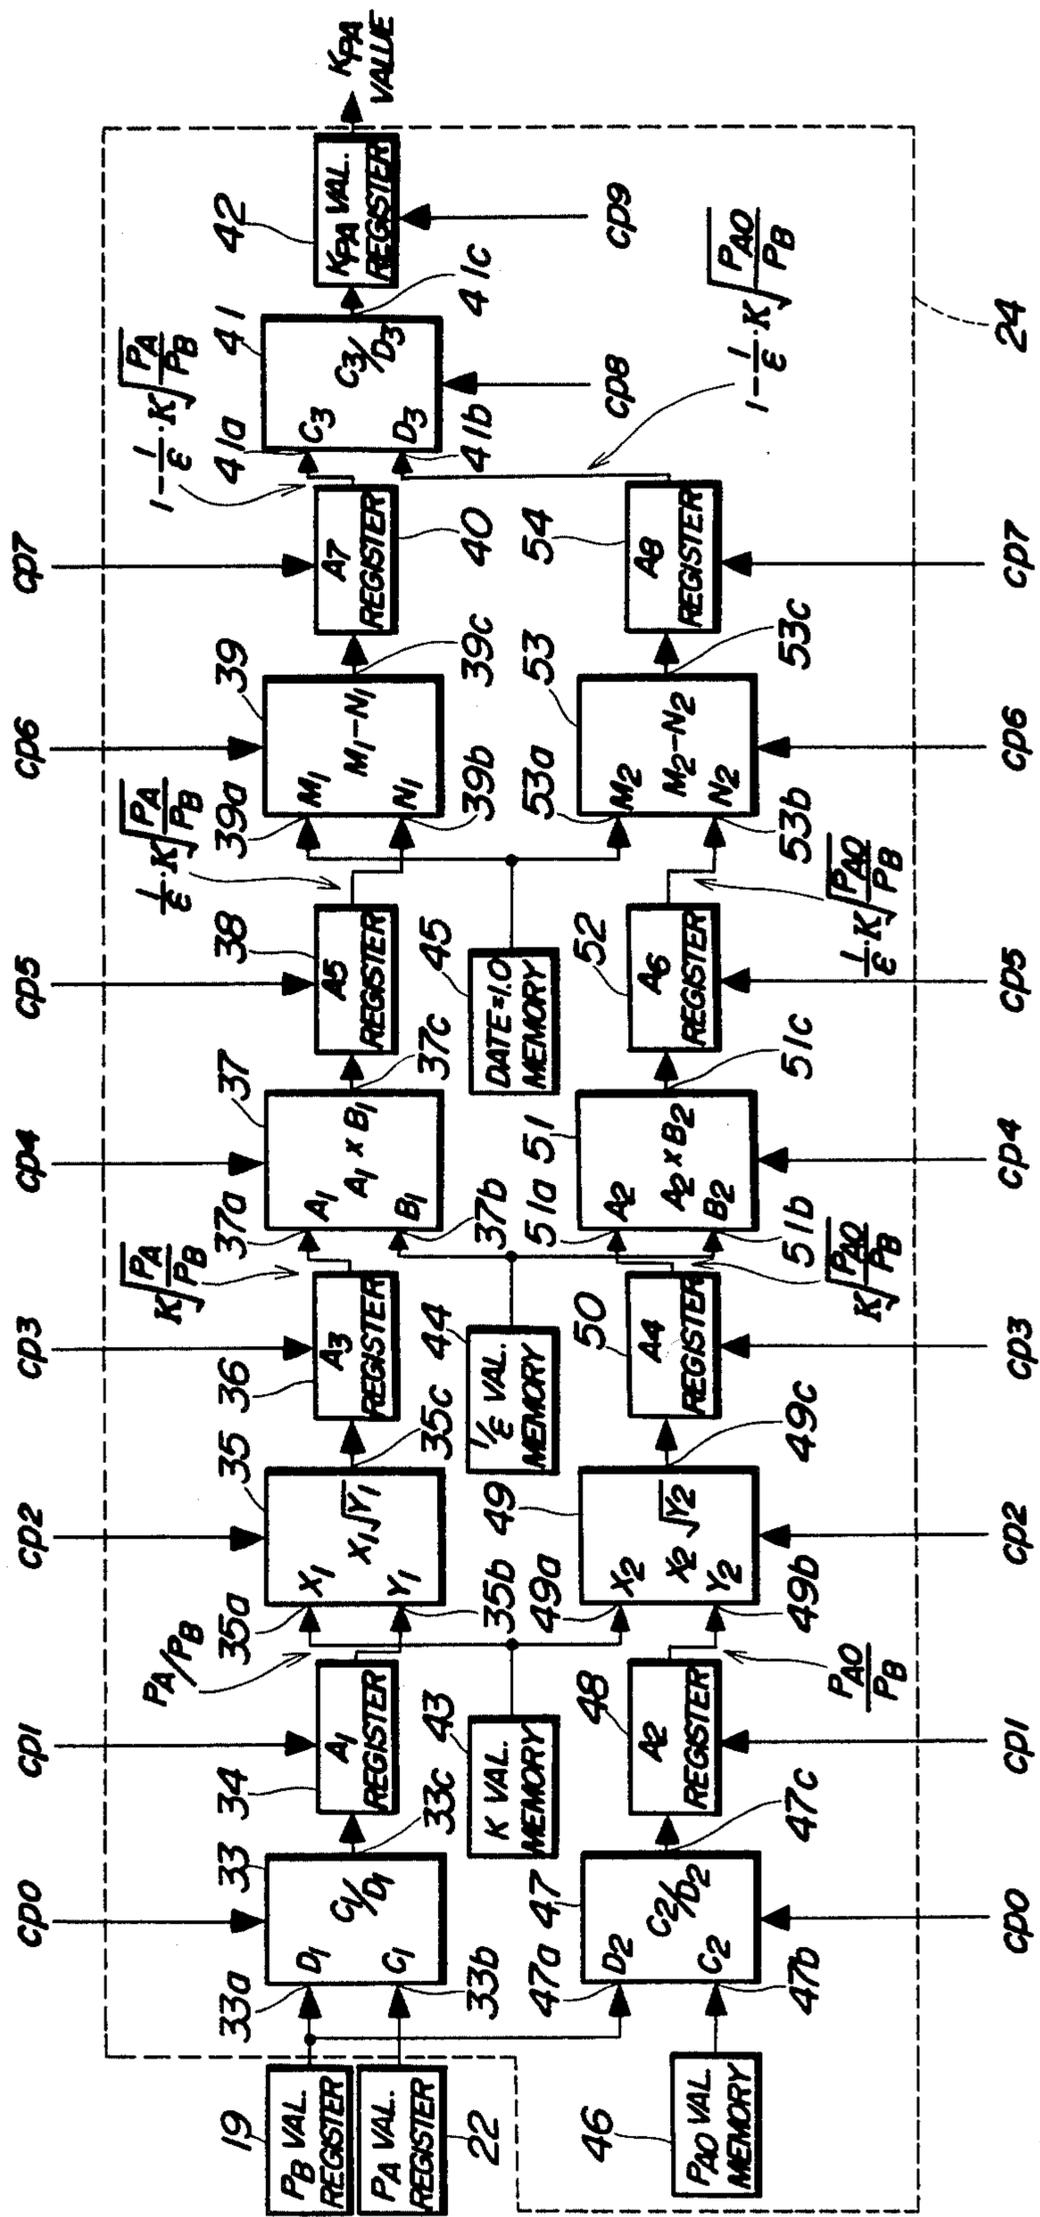 cp0 cp1 cp2 cp3 cp4 cp5 cp6 cp7
19
PB VAL.
REGISTER
PA VAL.
REGISTER
22
33a
33
D1
C1/D1
C1
33b
33c
34
A1
REGISTER
PA/PB
35a
35
X1
X1√Y1
Y1
35b
35c
36
A3
REGISTER
K√PA/PB
37a
37
A1
A1 × B1
B1
37b
37c
38
A5
REGISTER
1/ε·K√PA/PB
39a
39
M1
M1-N1
N1
39b
39c
A7
REGISTER
40
1-1/ε·K√PA/PB
41a
41
C3
C3/D3
D3
41b
41c
42
KPA VAL.
REGISTER
KPA
VALUE
cp8
cp9
43
K VAL.
MEMORY
44
1/ε VAL.
MEMORY
45
DATE=1.0
MEMORY
46
PAO VAL.
MEMORY
47a
47
D2
C2/D2
C2
47b
47c
48
A2
REGISTER
PAO/PB
49a
49
X2
X2√Y2
Y2
49b
49c
50
A4
REGISTER
K√PAO/PB
51a
51
A2
A2×B2
B2
51b
51c
52
A6
REGISTER
1/ε·K√PAO/PB
53a
53
M2
M2-N2
N2
53b
53c
54
A8
REGISTER
1-1/ε·K√PAO/PB
24
cp0 cp1 cp2 cp3 cp4 cp5 cp6 cp7